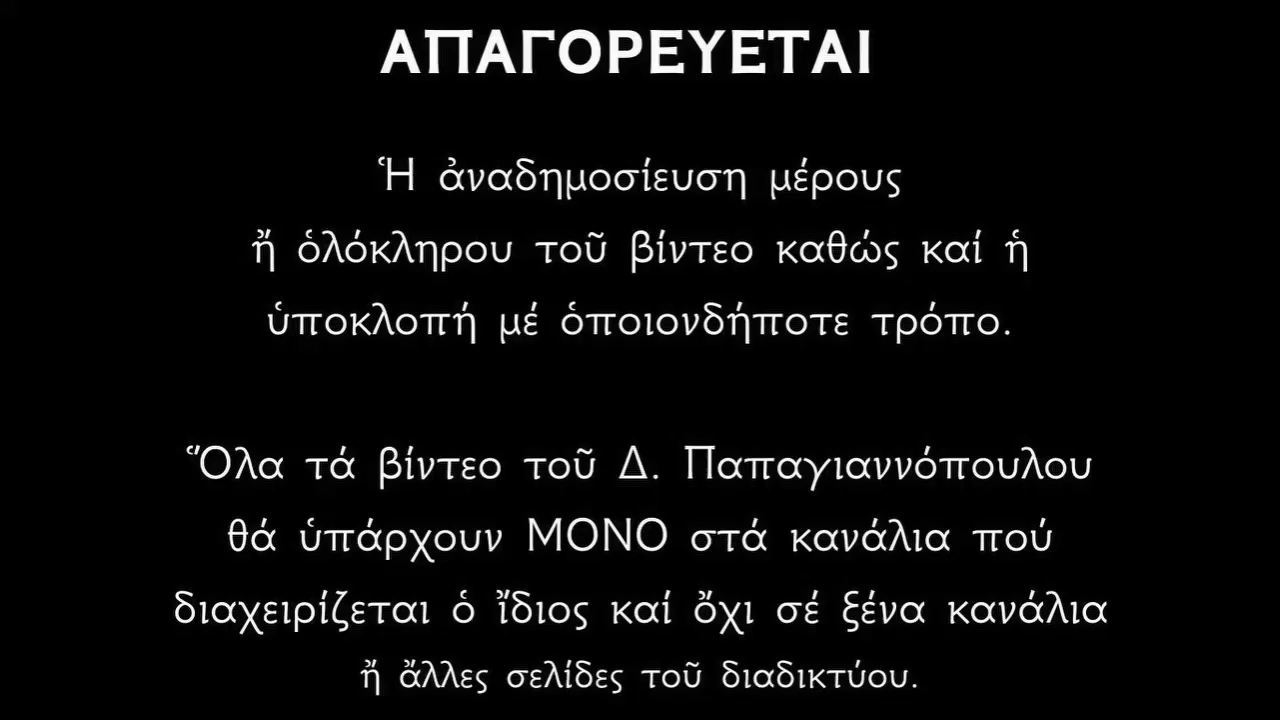 ΑΠΑΓΟΡΕΥΕΤΑΙ
Ἡ ἀναδημοσίευση μέρους
ἤ ὁλόκληρου τοῦ βίντεο καθώς καί ἡ
ὑποκλοπή μέ ὁποιονδήποτε τρόπο.
Ὅλα τά βίντεο τοῦ Δ. Παπαγιαννόπουλου
θά ὑπάρχουν ΜΟΝΟ στά κανάλια πού
διαχειρίζεται ὁ ἴδιος καί ὄχι σέ ξένα κανάλια
ἤ ἄλλες σελίδες τοῦ διαδικτύου.